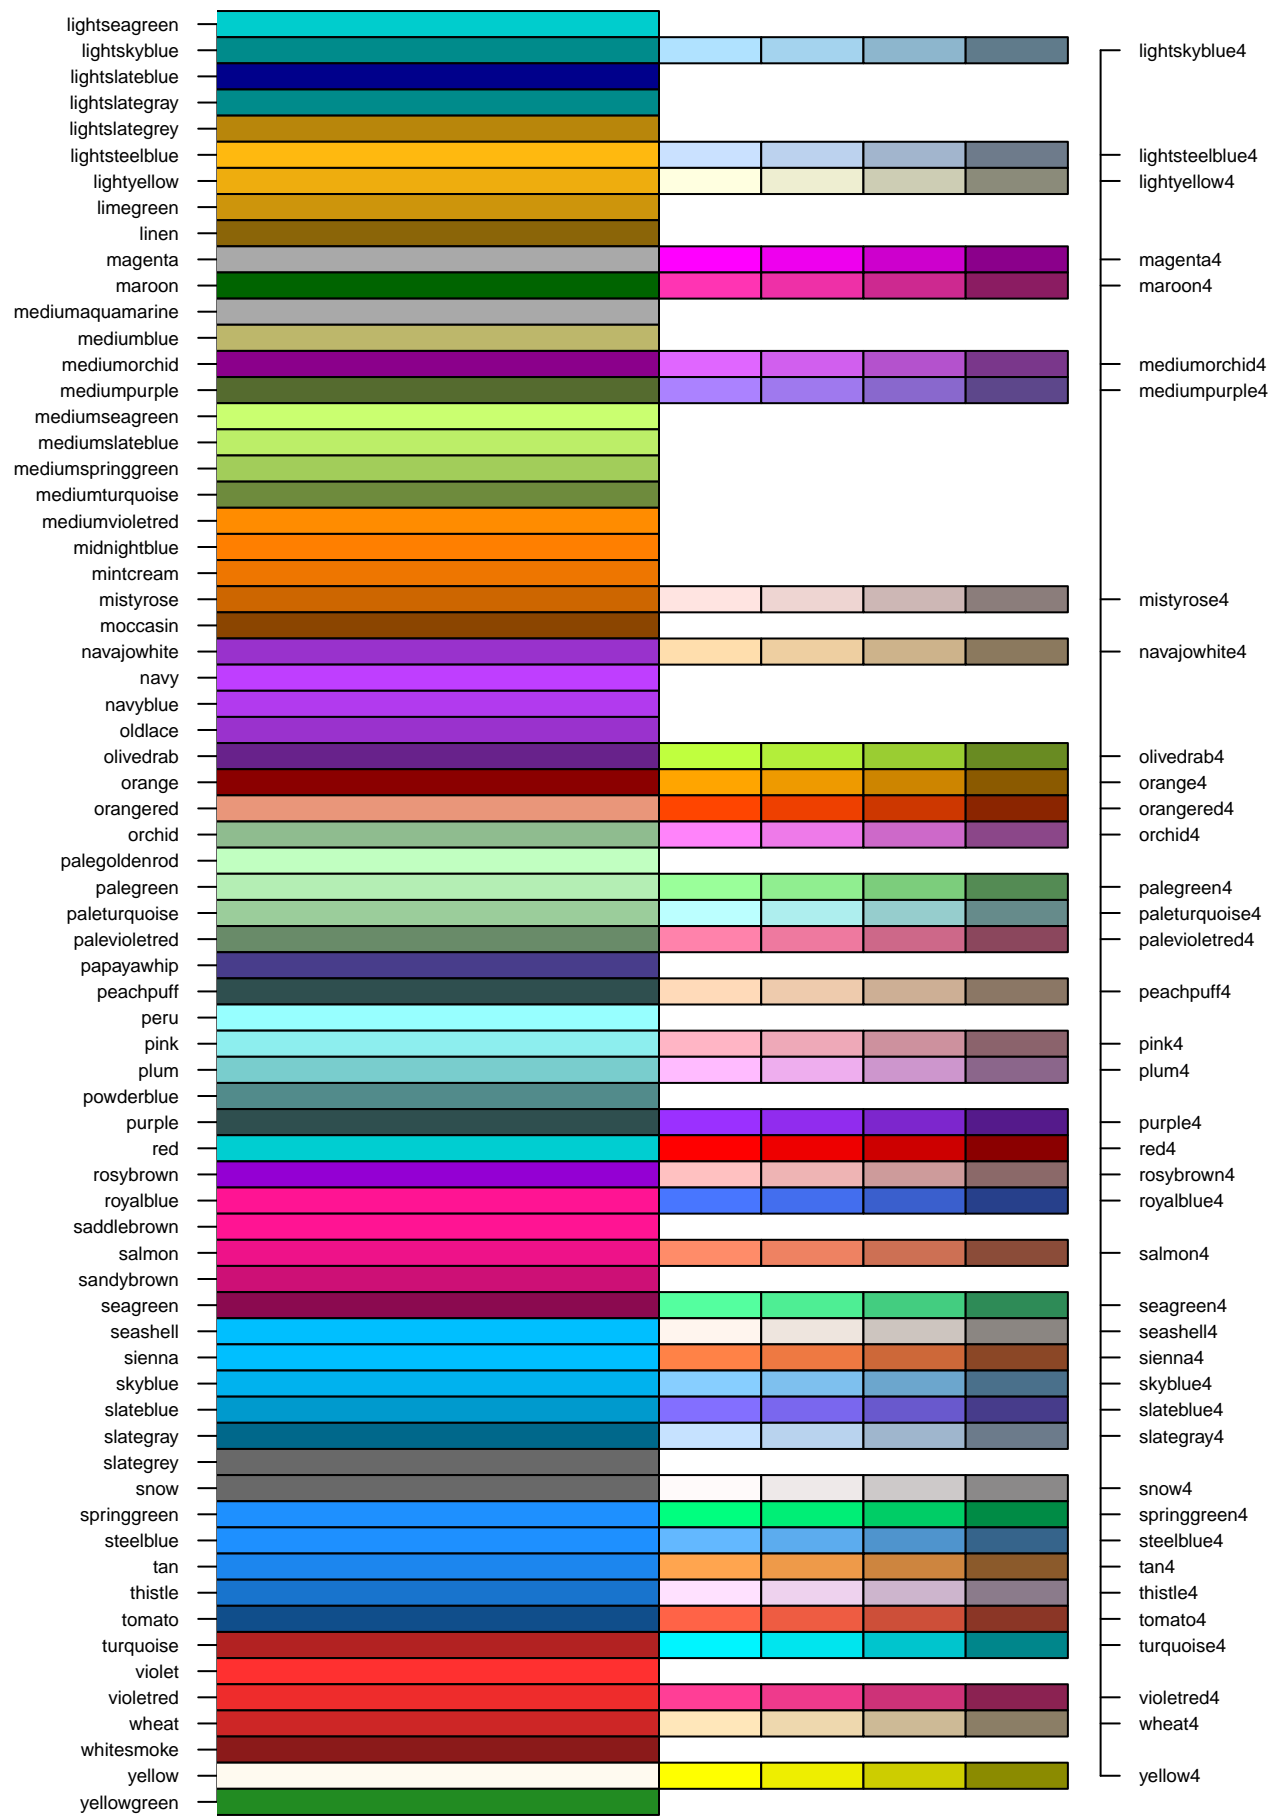 lightseagreen
lightskyblue lightskyblue4
lightslateblue
lightslategray
lightslategrey
lightsteelblue lightsteelblue4
lightyellow lightyellow4
limegreen
linen
magenta magenta4
maroon maroon4
mediumaquamarine
mediumblue
mediumorchid mediumorchid4
mediumpurple mediumpurple4
mediumseagreen
mediumslateblue
mediumspringgreen
mediumturquoise
mediumvioletred
midnightblue
mintcream
mistyrose mistyrose4
moccasin
navajowhite navajowhite4
navy
navyblue
oldlace
olivedrab olivedrab4
orange orange4
orangered orangered4
orchid orchid4
palegoldenrod
palegreen palegreen4
paleturquoise paleturquoise4
palevioletred palevioletred4
papayawhip
peachpuff peachpuff4
peru
pink pink4
plum plum4
powderblue
purple purple4
red red4
rosybrown rosybrown4
royalblue royalblue4
saddlebrown
salmon salmon4
sandybrown
seagreen seagreen4
seashell seashell4
sienna sienna4
skyblue skyblue4
slateblue slateblue4
slategray slategray4
slategrey
snow snow4
springgreen springgreen4
steelblue steelblue4
tan tan4
thistle thistle4
tomato tomato4
turquoise turquoise4
violet
violetred violetred4
wheat wheat4
whitesmoke
yellow yellow4
yellowgreen